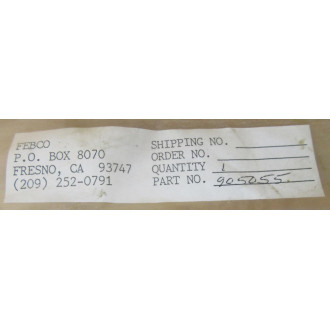 FEBCO
P.O. BOX 8070
FRESNO, CA 93747
(209) 252-0791
SHIPPING NO.
ORDER NO.
QUANTITY 1
PART NO. 905055